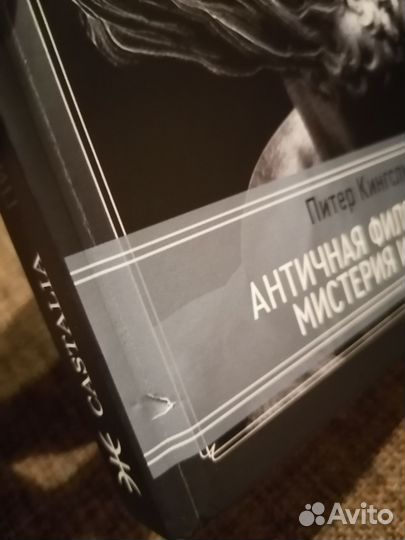 Питер Кингсл
АНТИЧНАЯ ФИЛО
МИСТЕРИЯ И
CASTALIA
Avito